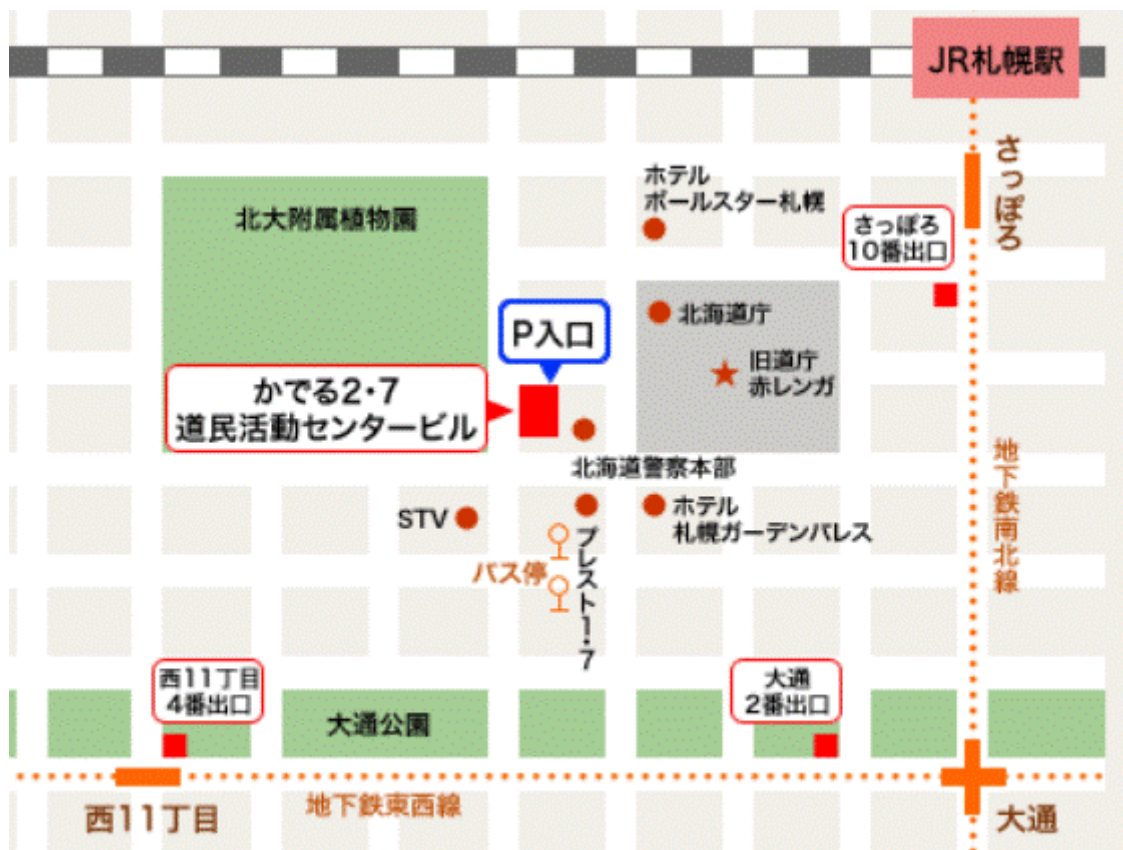 JR札幌駅
さっぽろ
ホテル
ポールスター札幌
北大附属植物園
さっぽろ
10番出口
P入口
北海道庁
旧道庁
赤レンガ
かでる2・7
道民活動センタービル
北海道警察本部
地下鉄南北線
STV
ホテル
札幌ガーデンパレス
バス停
プレスト1・7
西11丁目
4番出口
大通公園
大通
2番出口
地下鉄東西線
西11丁目
大通